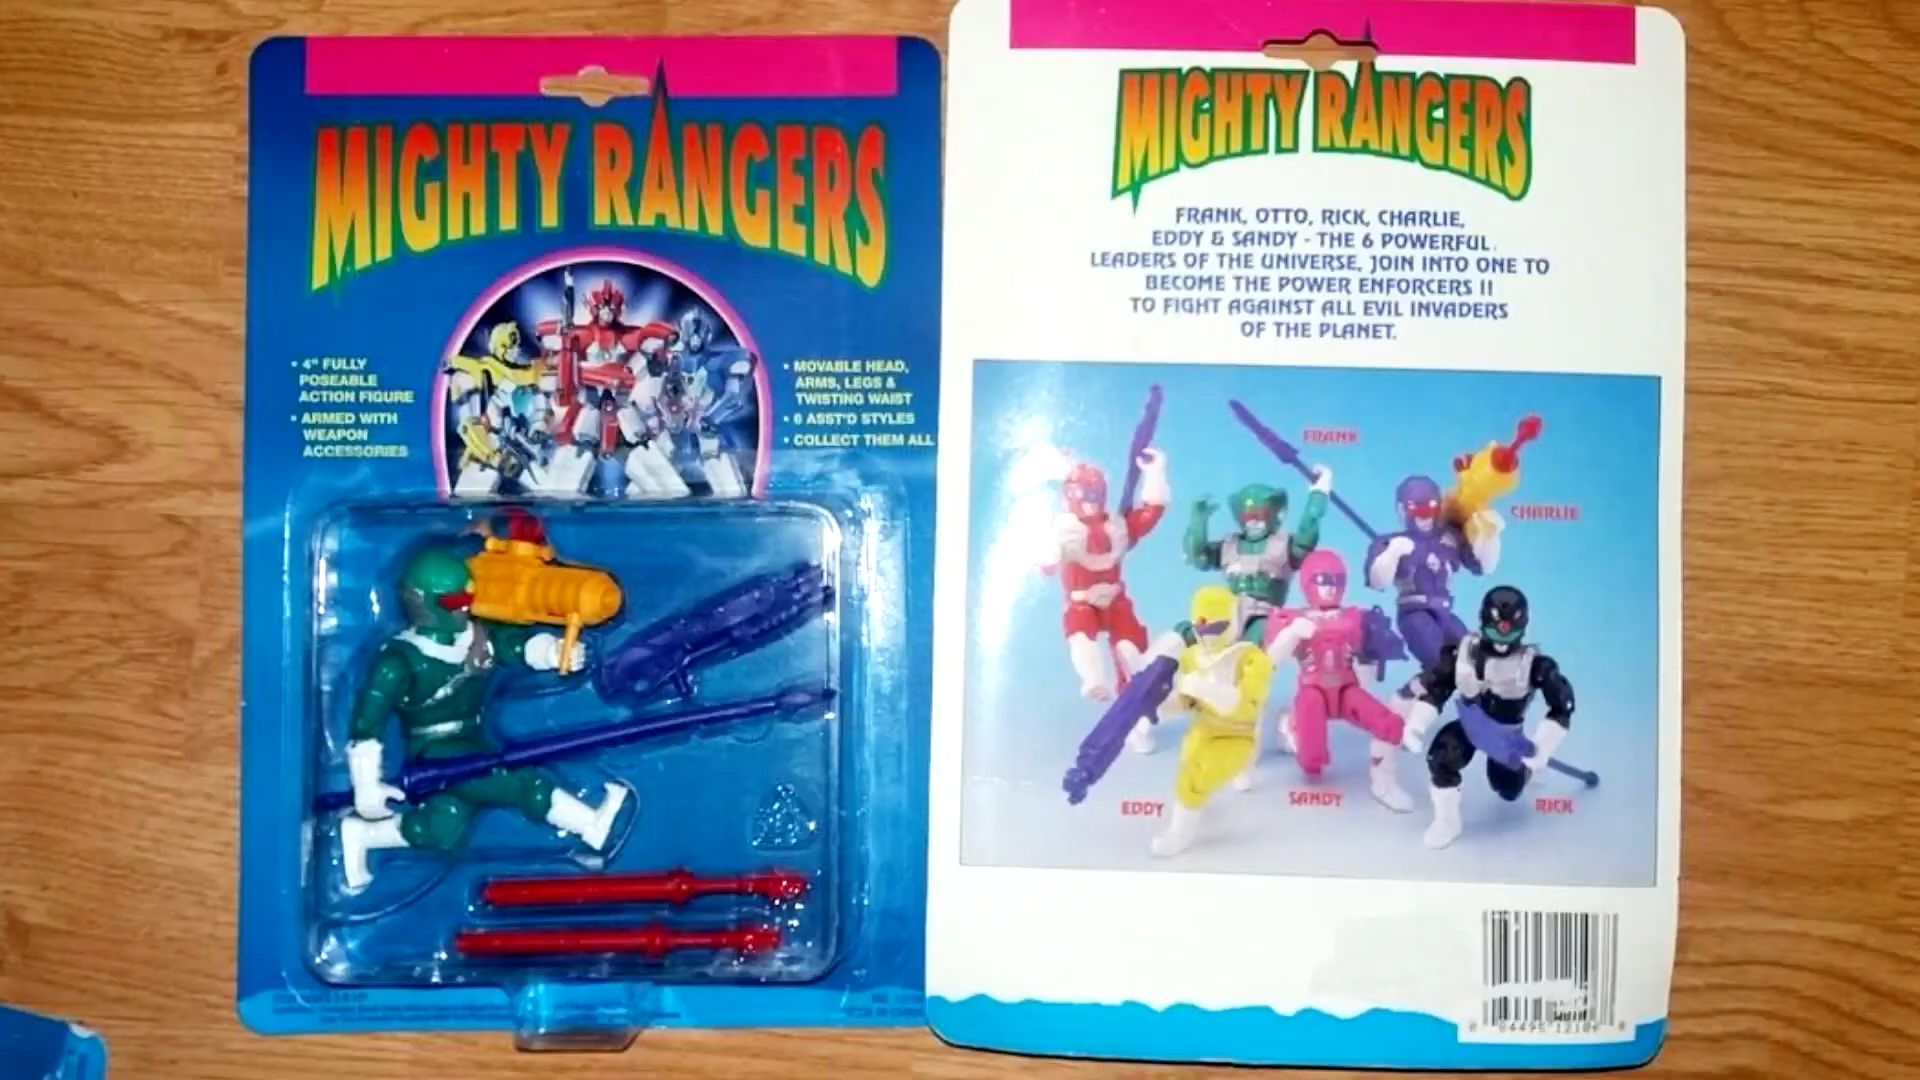 MIGHTY RANGERS
• 4" FULLY
POSEABLE
ACTION FIGURE
• ARMED WITH
WEAPON
ACCESSORIES
• MOVABLE HEAD,
ARMS, LEGS &
TWISTING WAIST
• 6 ASST'D STYLES
• COLLECT THEM ALL
MIGHTY RANGERS
FRANK, OTTO, RICK, CHARLIE,
EDDY & SANDY - THE 6 POWERFUL
LEADERS OF THE UNIVERSE, JOIN INTO ONE TO
BECOME THE POWER ENFORCERS !!
TO FIGHT AGAINST ALL EVIL INVADERS
OF THE PLANET.
FRANK
CHARLIE
EDDY
SANDY
RICK